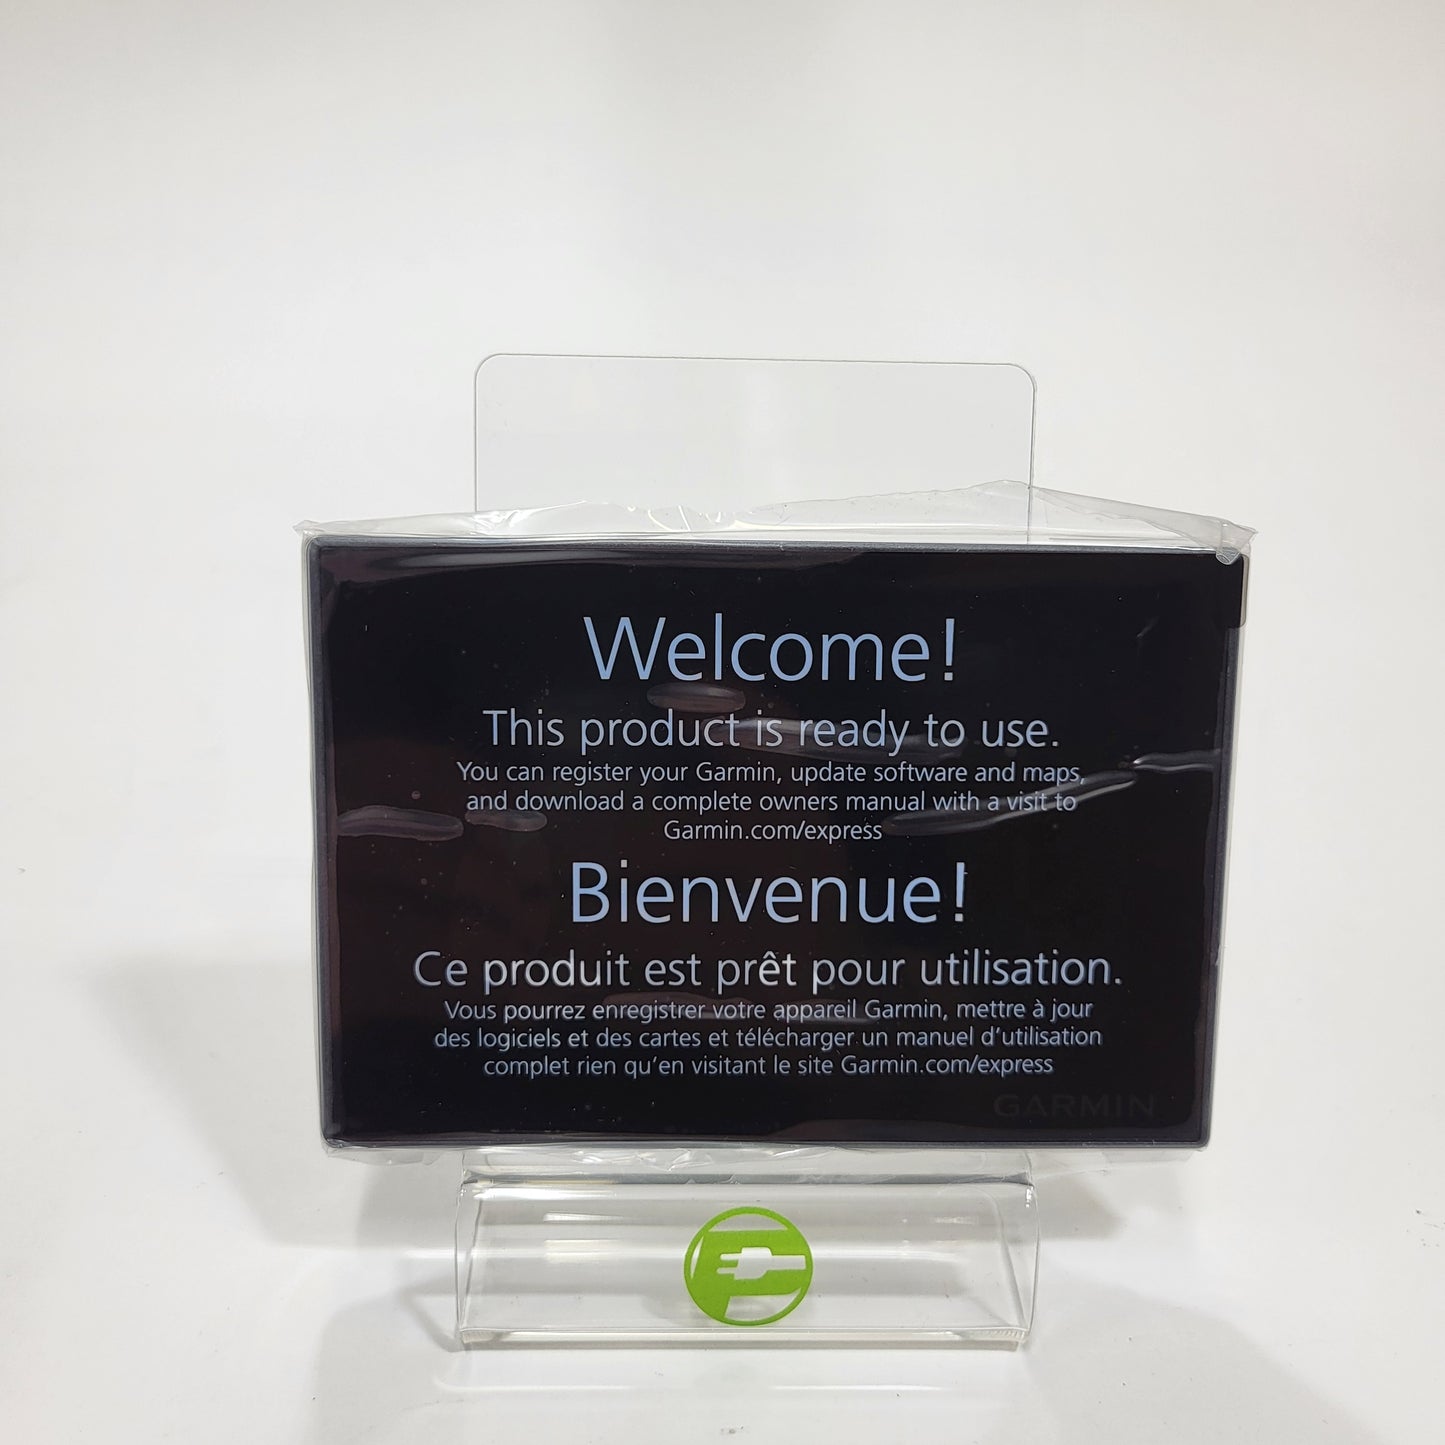 Welcome!
This product is ready to use.
You can register your Garmin, update software and maps,
and download a complete owners manual with a visit to
Garmin.com/express
Bienvenue!
Ce produit est prêt pour utilisation.
Vous pourrez enregistrer votre appareil Garmin, mettre à jour
des logiciels et des cartes et télécharger un manuel d'utilisation
complet rien qu'en visitant le site Garmin.com/express
GARMIN